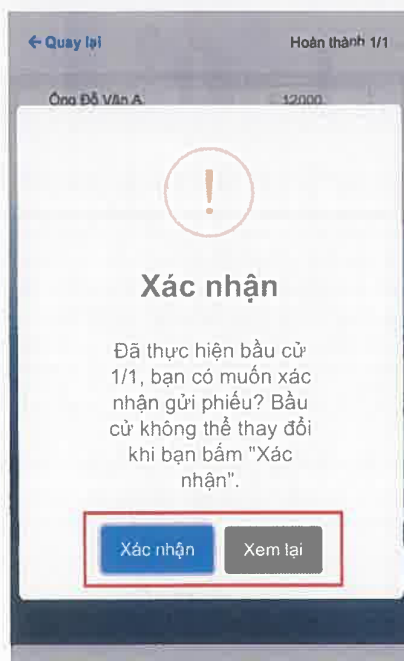 ← Quay lại
Hoàn thành 1/1
Ông Đỗ Văn A
12000
!
Xác nhận
Đã thực hiện bầu cử
1/1, bạn có muốn xác
nhận gửi phiếu? Bầu
cử không thể thay đổi
khi bạn bấm "Xác
nhận".
Xác nhận
Xem lại